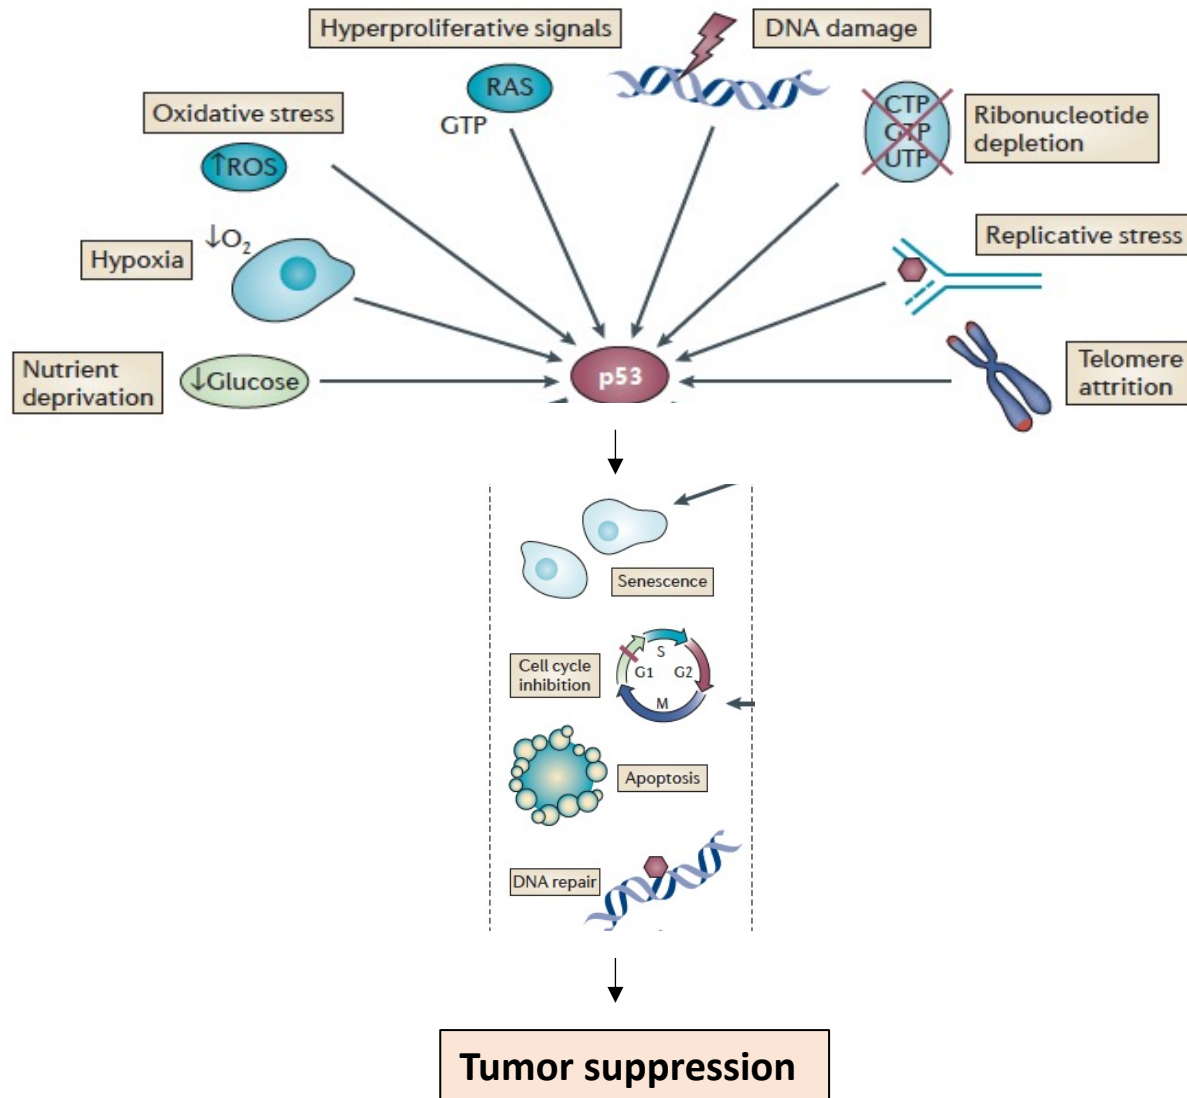 Hyperproliferative signals
DNA damage
RAS
GTP
CTP
GTP
UTP
Ribonucleotide
depletion
Oxidative stress
↑ROS
Replicative stress
↓O₂
Hypoxia
Nutrient
deprivation
↓Glucose
p53
Telomere
attrition
Senescence
Cell cycle
inhibition
S
G1
G2
M
Apoptosis
DNA repair
Tumor suppression